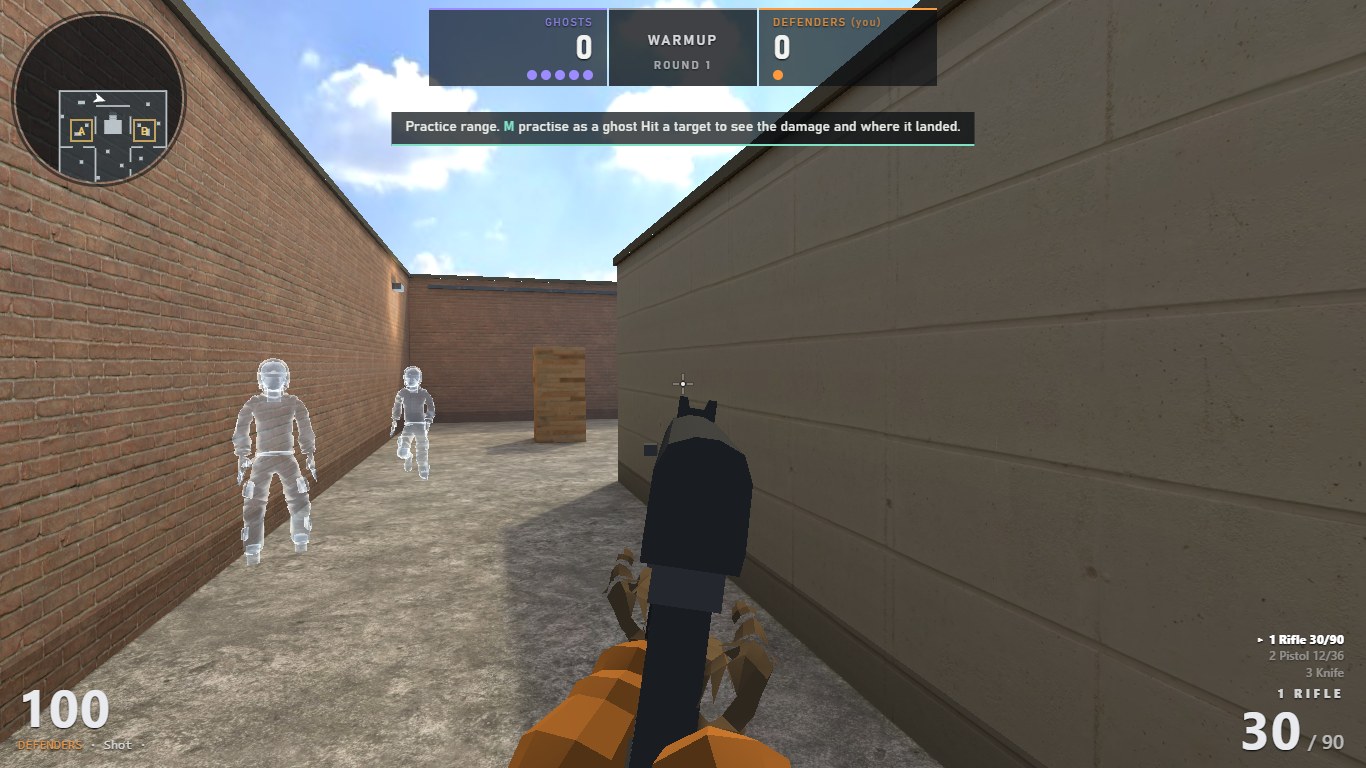 GHOSTS
0
WARMUP
ROUND 1
DEFENDERS (you)
0
Practice range. M practise as a ghost Hit a target to see the damage and where it landed.
A
B
▸ 1 Rifle 30/90
2 Pistol 12/36
3 Knife
1 RIFLE
30 / 90
100
DEFENDERS · Shot ·